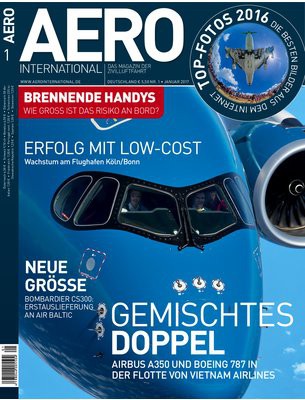 AERO
1
AERO
INTERNATIONAL
DAS MAGAZIN DER
ZIVILLUFTFAHRT
WWW.AEROINTERNATIONAL.DE
DEUTSCHLAND € 5,50 NR. 1 • JANUAR 2017
TOP-FOTOS 2016
DIE BESTEN BILDER AUS DEM INTERNET
BRENNENDE HANDYS
WIE GROSS IST DAS RISIKO AN BORD?
ERFOLG MIT LOW-COST
Wachstum am Flughafen Köln/Bonn
NEUE
GRÖSSE
BOMBARDIER CS300:
ERSTAUSLIEFERUNG
AN AIR BALTIC
GEMISCHTES
DOPPEL
AIRBUS A350 UND BOEING 787 IN
DER FLOTTE VON VIETNAM AIRLINES